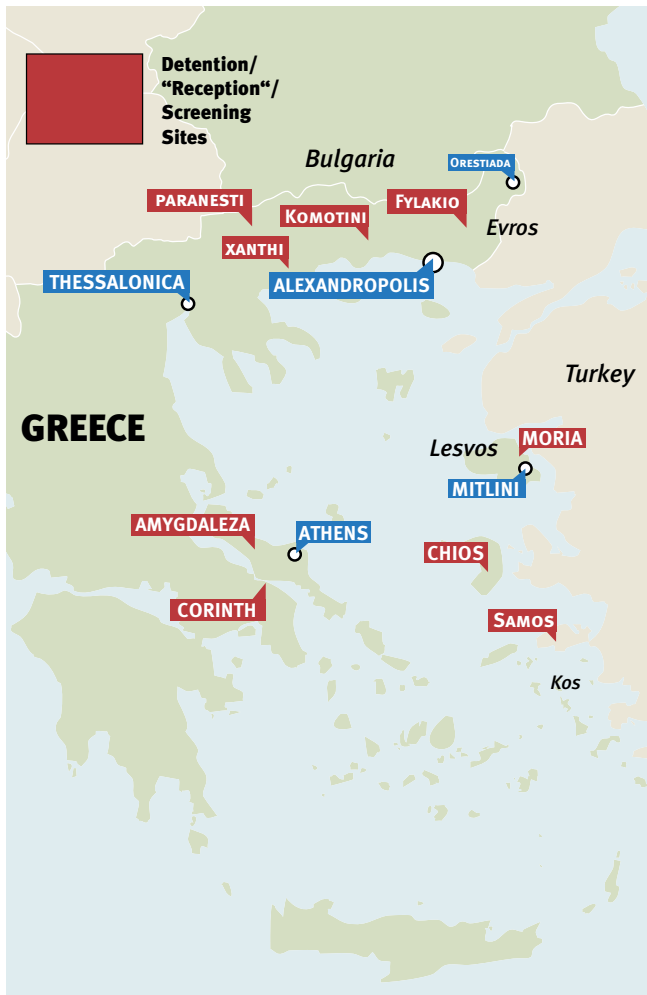 Detention/
“Reception“/
Screening
Sites
Bulgaria
ORESTIADA
PARANESTI
KOMOTINI
FYLAKIO
Evros
XANTHI
THESSALONICA
ALEXANDROPOLIS
Turkey
GREECE
Lesvos
MORIA
MITLINI
AMYGDALEZA
ATHENS
CHIOS
CORINTH
SAMOS
Kos